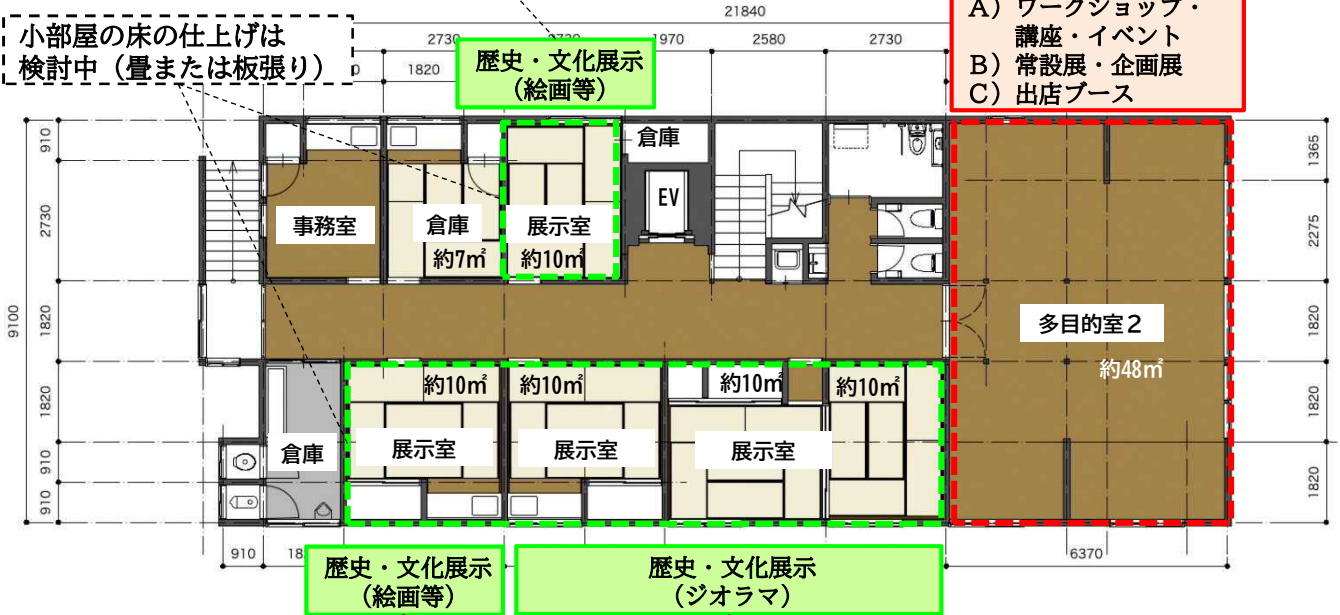 21840
A）ワークショップ・
講座・イベント
B）常設展・企画展
C）出店ブース
小部屋の床の仕上げは
検討中（畳または板張り）
2730
1970
2580
2730
1820
歴史・文化展示
（絵画等）
910
2730
1820
1820
910
910
9100
1365
2275
1820
1820
1820
倉庫
EV
事務室
倉庫
約7㎡
展示室
約10㎡
多目的室2
約48㎡
約10㎡
約10㎡
約10㎡
約10㎡
倉庫
展示室
展示室
展示室
910
6370
歴史・文化展示
（絵画等）
歴史・文化展示
（ジオラマ）